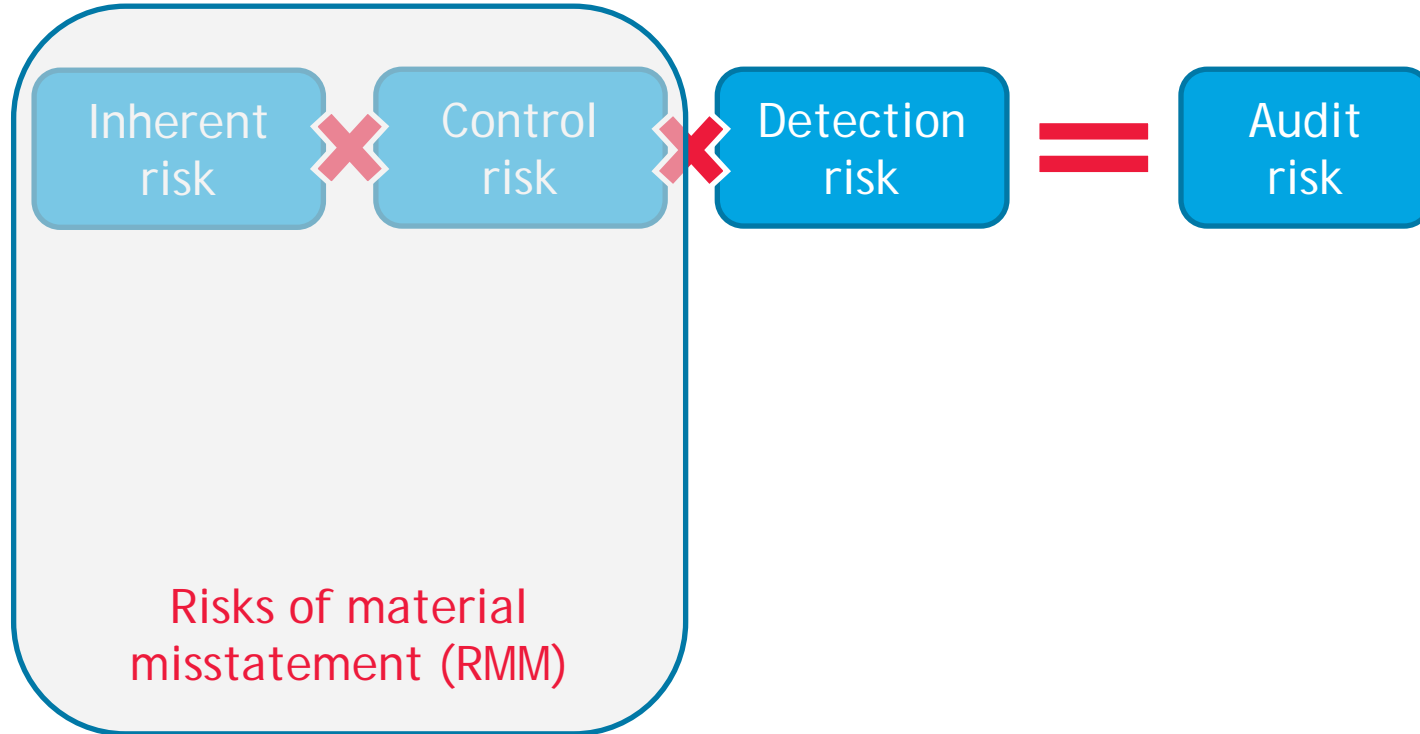 Inherent
risk
Control
risk
Detection
risk
Audit
risk
Risks of material
misstatement (RMM)